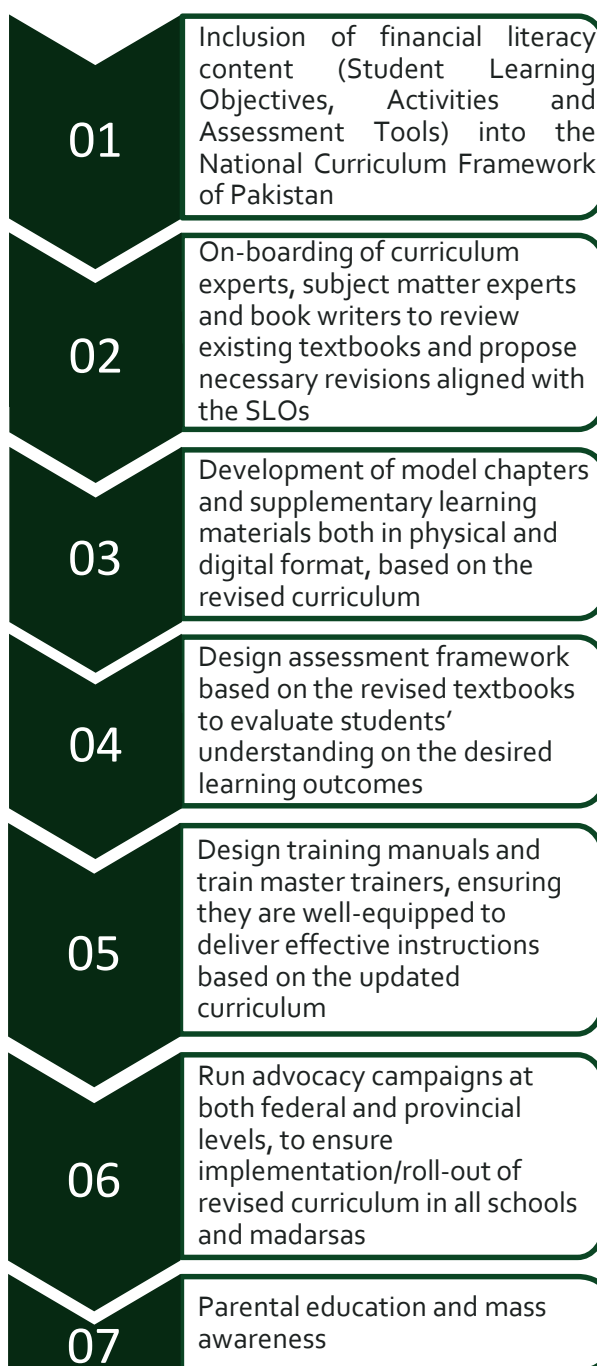 01
Inclusion of financial literacy
content (Student Learning
Objectives, Activities and
Assessment Tools) into the
National Curriculum Framework
of Pakistan
02
On-boarding of curriculum
experts, subject matter experts
and book writers to review
existing textbooks and propose
necessary revisions aligned with
the SLOs
03
Development of model chapters
and supplementary learning
materials both in physical and
digital format, based on the
revised curriculum
04
Design assessment framework
based on the revised textbooks
to evaluate students’
understanding on the desired
learning outcomes
05
Design training manuals and
train master trainers, ensuring
they are well-equipped to
deliver effective instructions
based on the updated
curriculum
06
Run advocacy campaigns at
both federal and provincial
levels, to ensure
implementation/roll-out of
revised curriculum in all schools
and madarsas
07
Parental education and mass
awareness